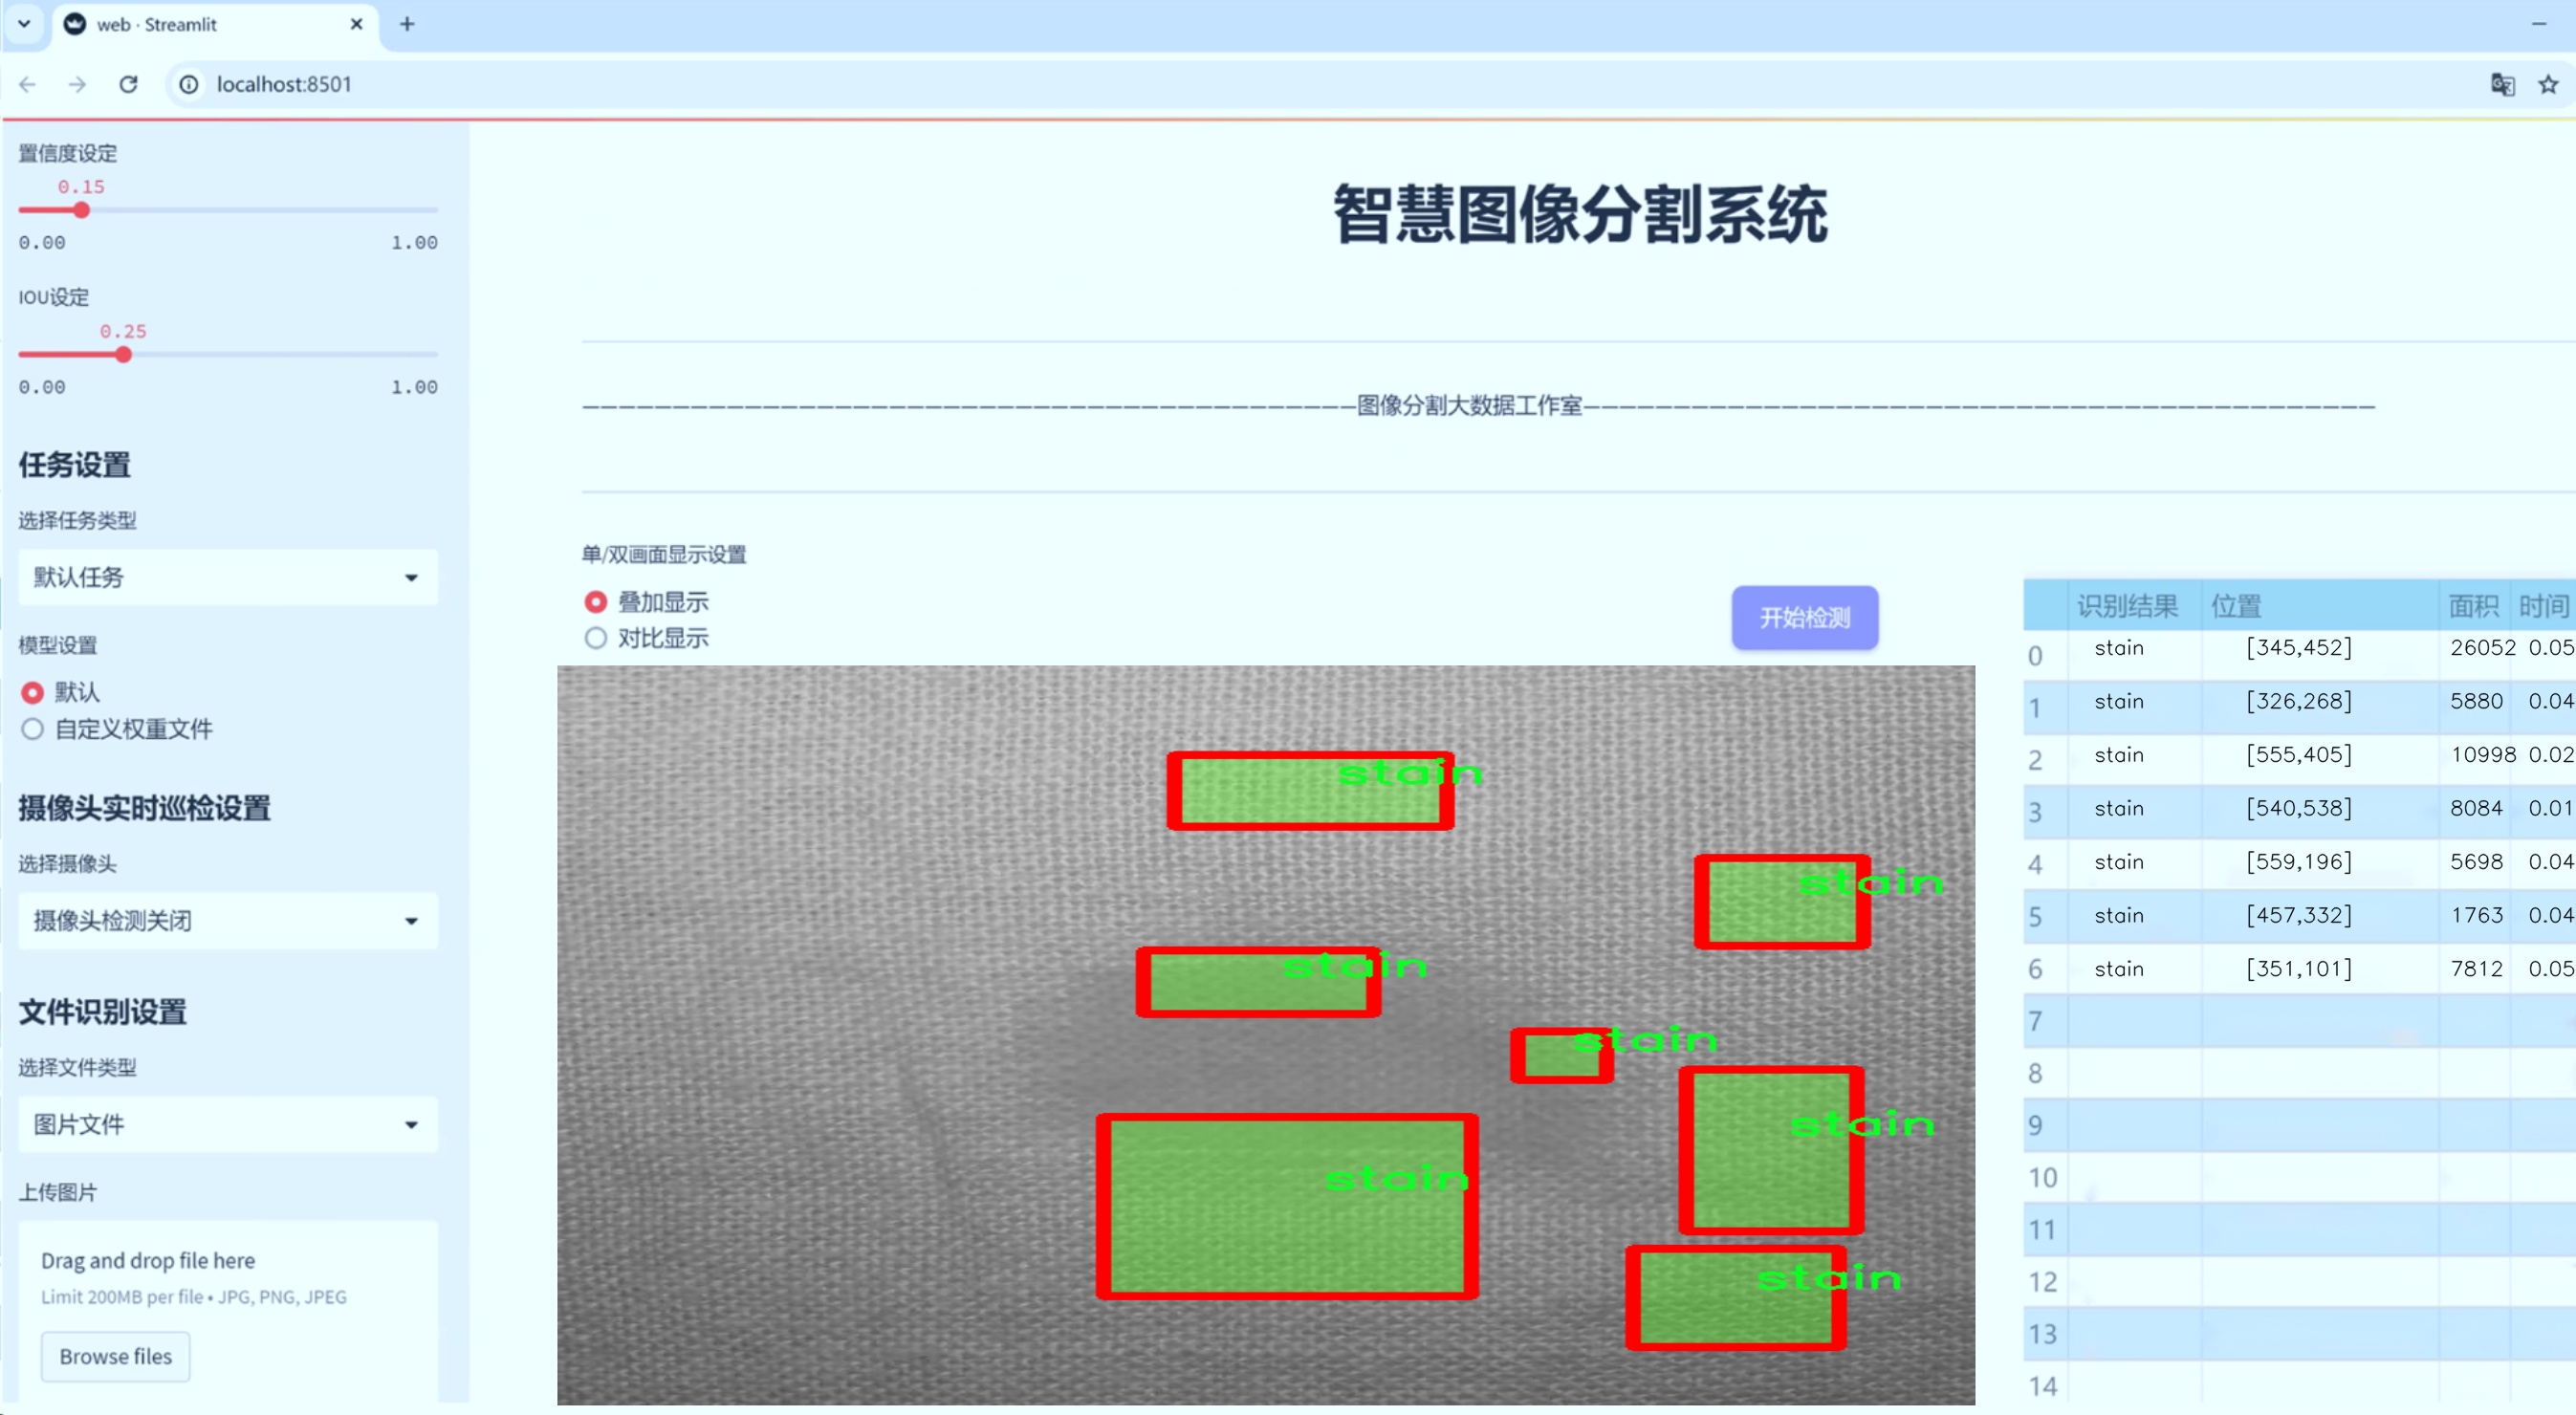 web · Streamlit
localhost:8501
置信度设定
0.15
0.00 1.00
IOU设定
0.25
0.00 1.00
任务设置
选择任务类型
默认任务
模型设置
默认
自定义权重文件
摄像头实时巡检设置
选择摄像头
摄像头检测关闭
文件识别设置
选择文件类型
图片文件
上传图片
Drag and drop file here
Limit 200MB per file • JPG, PNG, JPEG
Browse files
智慧图像分割系统
图像分割大数据工作室
单/双画面显示设置
叠加显示
对比显示
开始检测
stain
stain
stain
stain
stain
stain
stain
识别结果 位置 面积 时间
0 stain [345,452] 26052 0.05
1 stain [326,268] 5880 0.04
2 stain [555,405] 10998 0.02
3 stain [540,538] 8084 0.01
4 stain [559,196] 5698 0.04
5 stain [457,332] 1763 0.04
6 stain [351,101] 7812 0.05
7
8
9
10
11
12
13
14